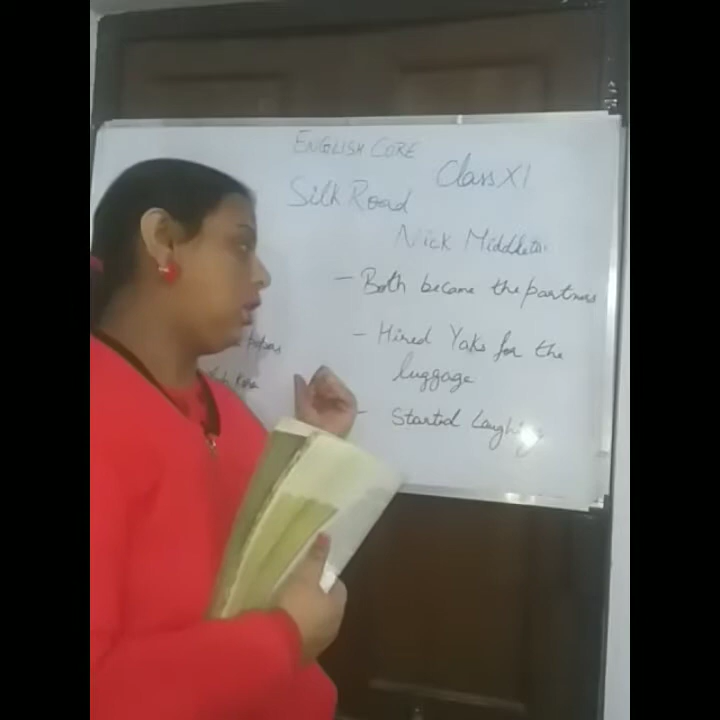 ENGLISH CORE
Class XI
Silk Road
Nick Middleton
- Both became the partners
- Hired Yaks for the
luggage
- Started Laughing